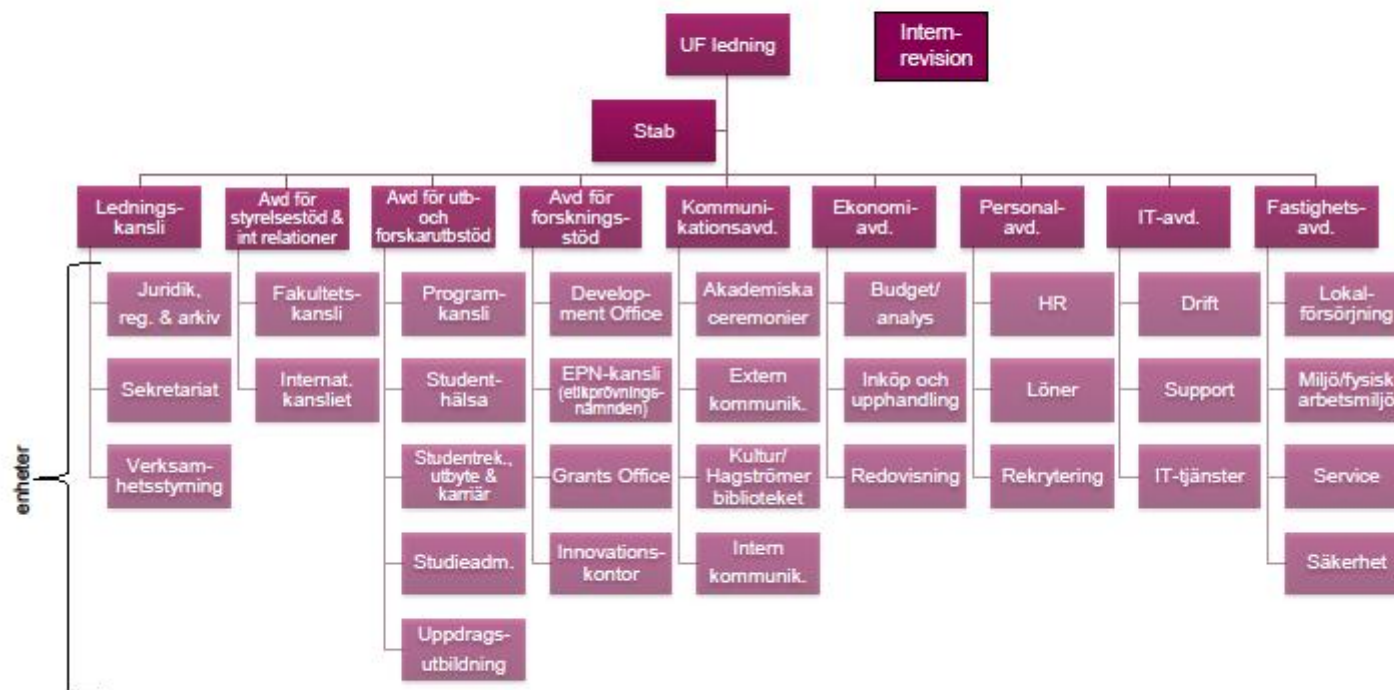 UF ledning
Intern-
revision
Stab
Lednings-
kansli
Avd för
styrelsestöd &
int relationer
Avd för utb-
och
forskarutbstöd
Avd för
forsknings-
stöd
Kommuni-
kationsavd.
Ekonomi-
avd.
Personal-
avd.
IT-avd.
Fastighets-
avd.
enheter
Juridik,
reg. & arkiv
Sekretariat
Verksam-
hetsstyrning
Fakultets-
kansli
Internat.
kansliet
Program-
kansli
Student-
hälsa
Studentrek.,
utbyte &
karriär
Studieadm.
Uppdrags-
utbildning
Develop-
ment Office
EPN-kansli
(etikprövnings-
nämnden)
Grants Office
Innovations-
kontor
Akademiska
ceremonier
Extern
kommunik.
Kultur/
Hagströmer
biblioteket
Intern
kommunik.
Budget/
analys
Inköp och
upphandling
Redovisning
HR
Löner
Rekrytering
Drift
Support
IT-tjänster
Lokal-
försörjning
Miljö/fysisk
arbetsmiljö
Service
Säkerhet